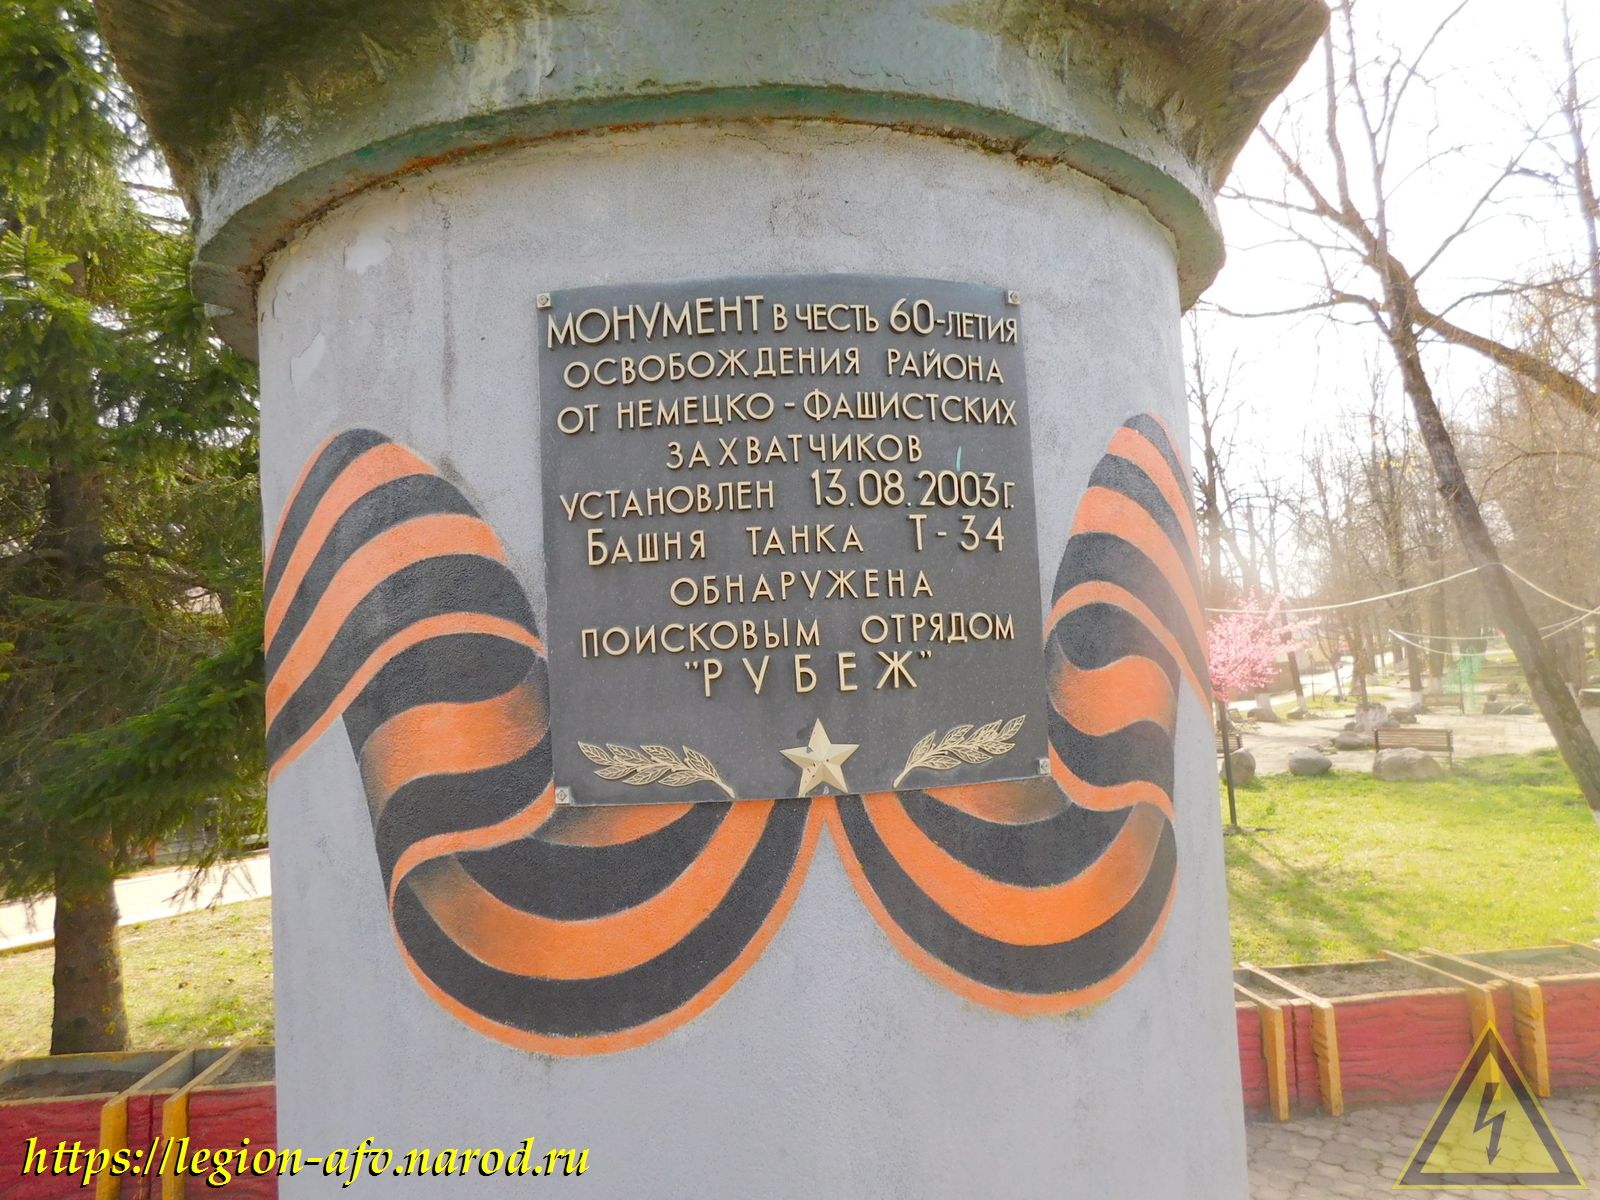 МОНУМЕНТ В ЧЕСТЬ 60-ЛЕТИЯ
ОСВОБОЖДЕНИЯ РАЙОНА
ОТ НЕМЕЦКО-ФАШИСТСКИХ
ЗАХВАТЧИКОВ
УСТАНОВЛЕН 13.08.2003г.
БАШНЯ ТАНКА Т-34
ОБНАРУЖЕНА
ПОИСКОВЫМ ОТРЯДОМ
"РУБЕЖ"
https://legion-afv.narod.ru